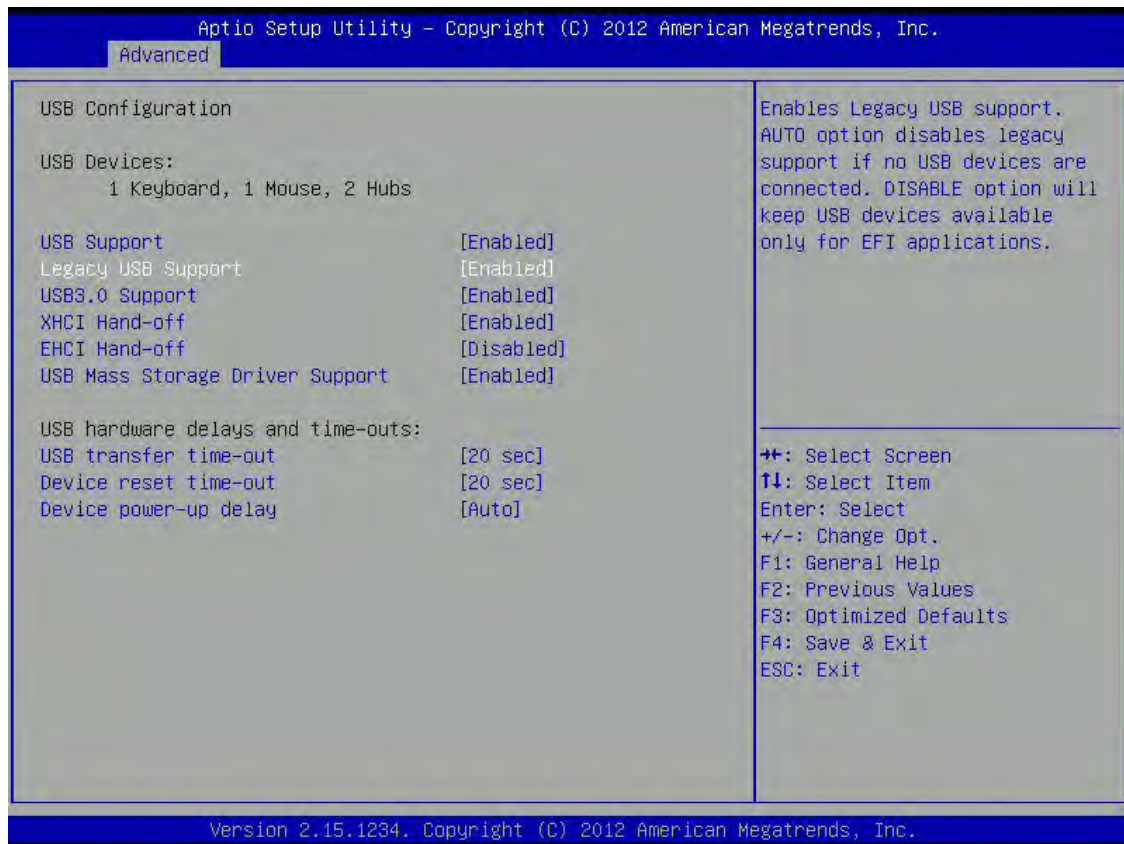 Aptio Setup Utility – Copyright (C) 2012 American Megatrends, Inc.
Advanced
USB Configuration
USB Devices:
1 Keyboard, 1 Mouse, 2 Hubs
USB Support [Enabled]
Legacy USB Support [Enabled]
USB3.0 Support [Enabled]
XHCI Hand-off [Enabled]
EHCI Hand-off [Disabled]
USB Mass Storage Driver Support [Enabled]
USB hardware delays and time-outs:
USB transfer time-out [20 sec]
Device reset time-out [20 sec]
Device power-up delay [Auto]
Enables Legacy USB support.
AUTO option disables legacy
support if no USB devices are
connected. DISABLE option will
keep USB devices available
only for EFI applications.
→←: Select Screen
↑↓: Select Item
Enter: Select
+/-: Change Opt.
F1: General Help
F2: Previous Values
F3: Optimized Defaults
F4: Save & Exit
ESC: Exit
Version 2.15.1234. Copyright (C) 2012 American Megatrends, Inc.